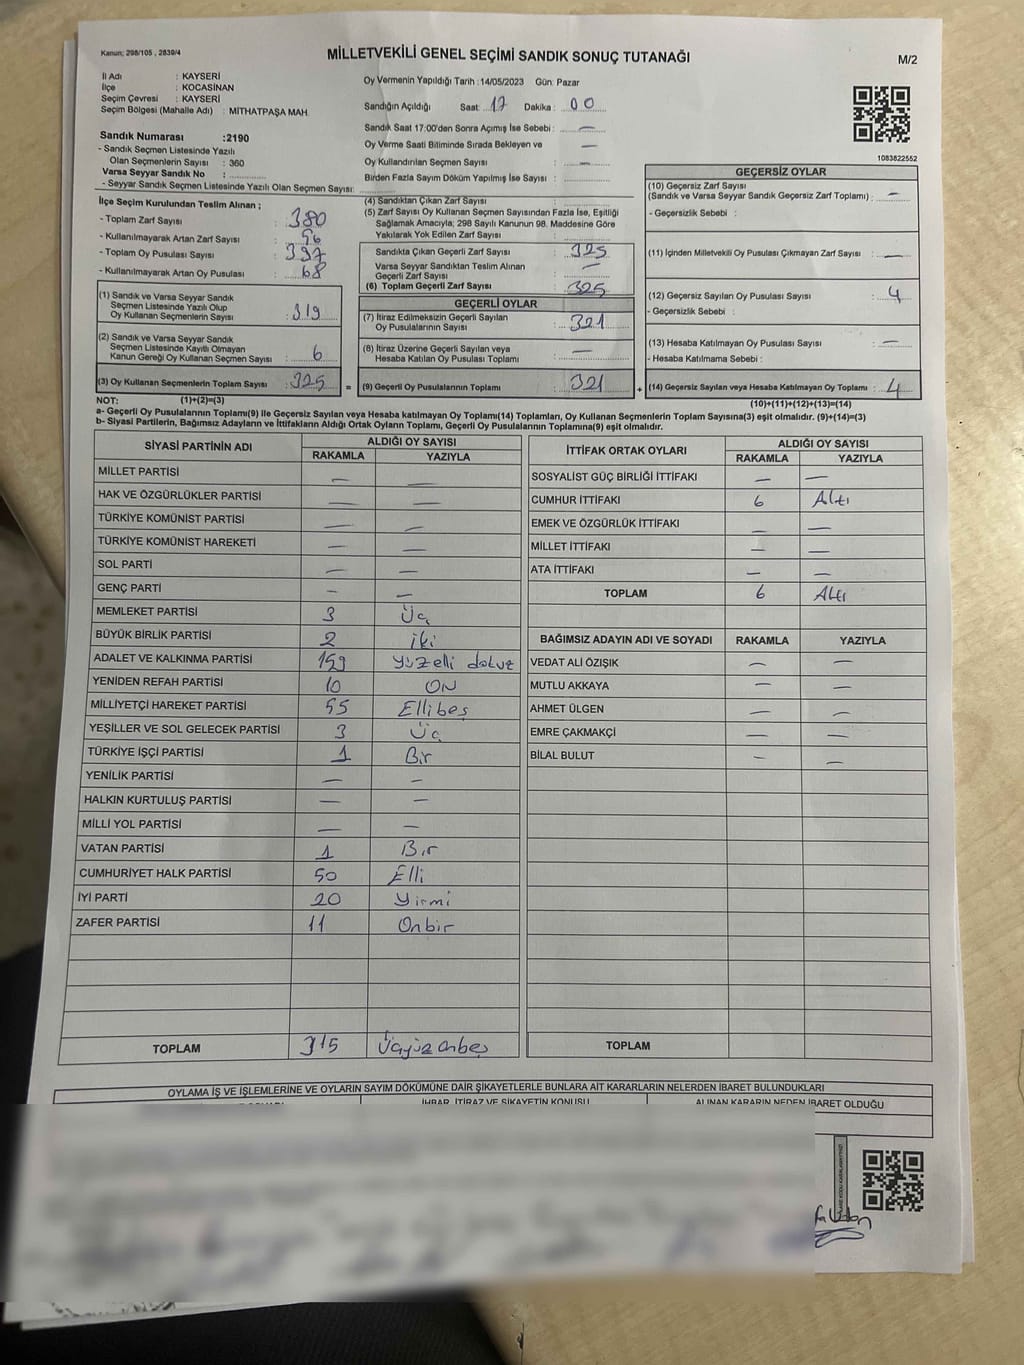 Kanun; 298/105 , 2839/4
MİLLETVEKİLİ GENEL SEÇİMİ SANDIK SONUÇ TUTANAĞI
M/2
İl Adı : KAYSERİ
İlçe : KOCASİNAN
Seçim Çevresi : KAYSERİ
Seçim Bölgesi (Mahalle Adı) : MİTHATPAŞA MAH.
Oy Vermenin Yapıldığı Tarih : 14/05/2023 Gün: Pazar
Sandığın Açıldığı Saat: 17 Dakika : 00
Sandık Saat 17:00'den Sonra Açımış İse Sebebi : —
Oy Verme Saati Bitiminde Sırada Bekleyen ve —
Oy Kullandırılan Seçmen Sayısı : —
Birden Fazla Sayım Döküm Yapılmış İse Sayısı :
1083822552
Sandık Numarası :2190
- Sandık Seçmen Listesinde Yazılı
Olan Seçmenlerin Sayısı : 360
Varsa Seyyar Sandık No :
- Seyyar Sandık Seçmen Listesinde Yazılı Olan Seçmen Sayısı:
İlçe Seçim Kurulundan Teslim Alınan ;
- Toplam Zarf Sayısı : 380
- Kullanılmayarak Artan Zarf Sayısı :
- Toplam Oy Pusulası Sayısı : 397
- Kullanılmayarak Artan Oy Pusulası : 68
(1) Sandık ve Varsa Seyyar Sandık
Seçmen Listesinde Yazılı Olup
Oy Kullanan Seçmenlerin Sayısı : 319
(2) Sandık ve Varsa Seyyar Sandık
Seçmen Listesinde Kayıtlı Olmayan
Kanun Gereği Oy Kullanan Seçmen Sayısı : 6
(3) Oy Kullanan Seçmenlerin Toplam Sayısı : 325 =
(4) Sandıktan Çıkan Zarf Sayısı :
(5) Zarf Sayısı Oy Kullanan Seçmen Sayısından Fazla İse, Eşitliği
Sağlamak Amacıyla; 298 Sayılı Kanunun 98. Maddesine Göre
Yakılarak Yok Edilen Zarf Sayısı :
Sandıkta Çıkan Geçerli Zarf Sayısı : 325
Varsa Seyyar Sandıktan Teslim Alınan —
Geçerli Zarf Sayısı :
(6) Toplam Geçerli Zarf Sayısı : 325
GEÇERLİ OYLAR
(7) İtiraz Edilmeksizin Geçerli Sayılan
Oy Pusulalarının Sayısı : 321
(8) İtiraz Üzerine Geçerli Sayılan veya
Hesaba Katılan Oy Pusulası Toplamı : —
(9) Geçerli Oy Pusulalarının Toplamı : 321 +
GEÇERSİZ OYLAR
(10) Geçersiz Zarf Sayısı
(Sandık ve Varsa Seyyar Sandık Geçersiz Zarf Toplamı) : —
- Geçersizlik Sebebi :
(11) İçinden Milletvekili Oy Pusulası Çıkmayan Zarf Sayısı : —
(12) Geçersiz Sayılan Oy Pusulası Sayısı : 4
- Geçersizlik Sebebi :
(13) Hesaba Katılmayan Oy Pusulası Sayısı : —
- Hesaba Katılmama Sebebi :
(14) Geçersiz Sayılan veya Hesaba Katılmayan Oy Toplamı : 4
NOT: (1)+(2)=(3) (10)+(11)+(12)+(13)=(14)
a- Geçerli Oy Pusulalarının Toplamı(9) ile Geçersiz Sayılan veya Hesaba katılmayan Oy Toplamı(14) Toplamları, Oy Kullanan Seçmenlerin Toplam Sayısına(3) eşit olmalıdır. (9)+(14)=(3)
b- Siyasi Partilerin, Bağımsız Adayların ve İttifakların Aldığı Ortak Oyların Toplamı, Geçerli Oy Pusulalarının Toplamına(9) eşit olmalıdır.
SİYASİ PARTİNİN ADI ALDIĞI OY SAYISI
RAKAMLA YAZIYLA
MİLLET PARTİSİ — —
HAK VE ÖZGÜRLÜKLER PARTİSİ — —
TÜRKİYE KOMÜNİST PARTİSİ — —
TÜRKİYE KOMÜNİST HAREKETİ — —
SOL PARTİ — —
GENÇ PARTİ — —
MEMLEKET PARTİSİ 3 Üç
BÜYÜK BİRLİK PARTİSİ 2 iki
ADALET VE KALKINMA PARTİSİ 159 yüzelli dokuz
YENİDEN REFAH PARTİSİ 10 ON
MİLLİYETÇİ HAREKET PARTİSİ 55 Ellibeş
YEŞİLLER VE SOL GELECEK PARTİSİ 3 Üç
TÜRKİYE İŞÇİ PARTİSİ 1 Bir
YENİLİK PARTİSİ — —
HALKIN KURTULUŞ PARTİSİ — —
MİLLİ YOL PARTİSİ — —
VATAN PARTİSİ 1 Bir
CUMHURİYET HALK PARTİSİ 50 Elli
İYİ PARTİ 20 Yirmi
ZAFER PARTİSİ 11 Onbir
TOPLAM 315 Üçyüz onbeş
İTTİFAK ORTAK OYLARI ALDIĞI OY SAYISI
RAKAMLA YAZIYLA
SOSYALİST GÜÇ BİRLİĞİ İTTİFAKI — —
CUMHUR İTTİFAKI 6 Altı
EMEK VE ÖZGÜRLÜK İTTİFAKI — —
MİLLET İTTİFAKI — —
ATA İTTİFAKI — —
TOPLAM 6 Altı
BAĞIMSIZ ADAYIN ADI VE SOYADI RAKAMLA YAZIYLA
VEDAT ALİ ÖZIŞIK — —
MUTLU AKKAYA — —
AHMET ÜLGEN — —
EMRE ÇAKMAKÇİ — —
BİLAL BULUT — —
TOPLAM
OYLAMA İŞ VE İŞLEMLERİNE VE OYLARIN SAYIM DÖKÜMÜNE DAİR ŞİKAYETLERLE BUNLARA AİT KARARLARIN NELERDEN İBARET BULUNDUKLARI
İHBAR, İTİRAZ VE ŞİKAYETİN KONUSU ALINAN KARARIN NEDEN İBARET OLDUĞU